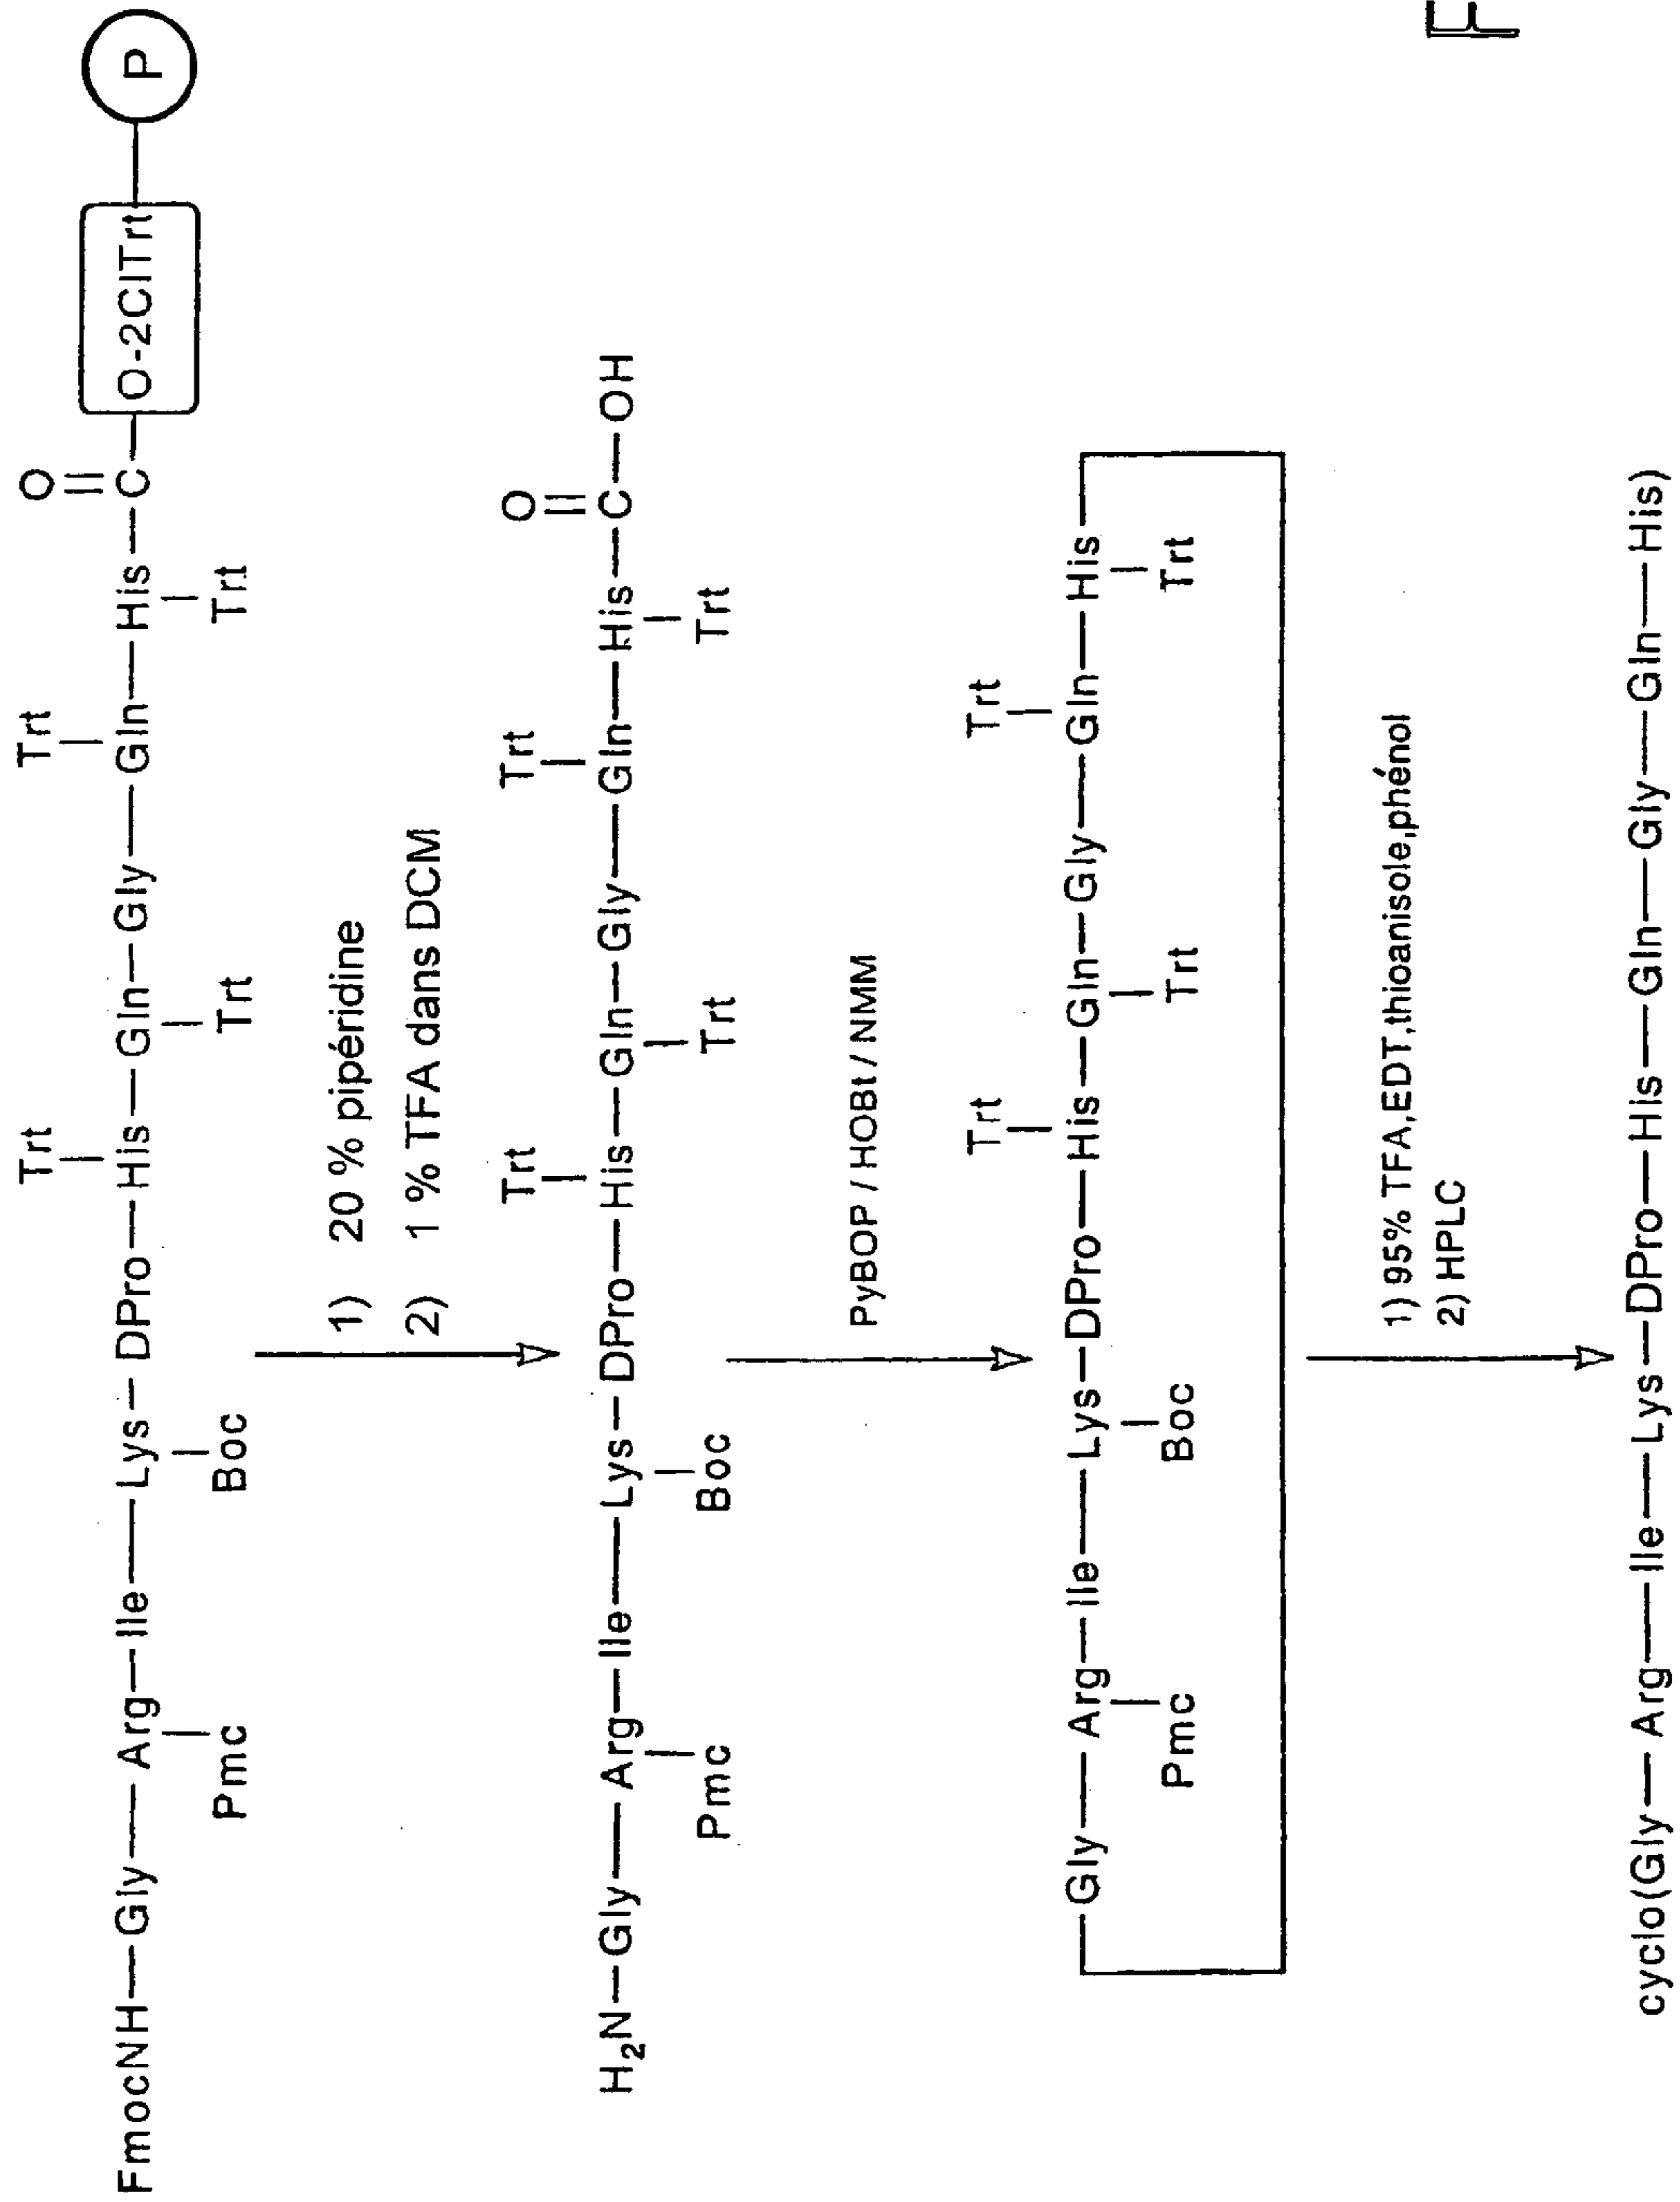 O
||
Trt Trt
FmocNH—Gly—Arg—Ile—Lys—DPro—His—Gln—Gly—Gln—His—C—O-2ClTrt—P
Pmc Boc Trt Trt
1) 20 % pipéridine
2) 1 % TFA dans DCM
O
||
Trt Trt
H₂N—Gly—Arg—Ile—Lys—DPro—His—Gln—Gly—Gln—His—C—OH
Pmc Boc Trt Trt
PyBOP / HOBt / NMM
Trt Trt
Gly—Arg—Ile—Lys—DPro—His—Gln—Gly—Gln—His
Pmc Boc Trt Trt
1) 95% TFA,EDT,thioanisole,phénol
2) HPLC
cyclo(Gly—Arg—Ile—Lys—DPro—His—Gln—Gly—Gln—His)
F